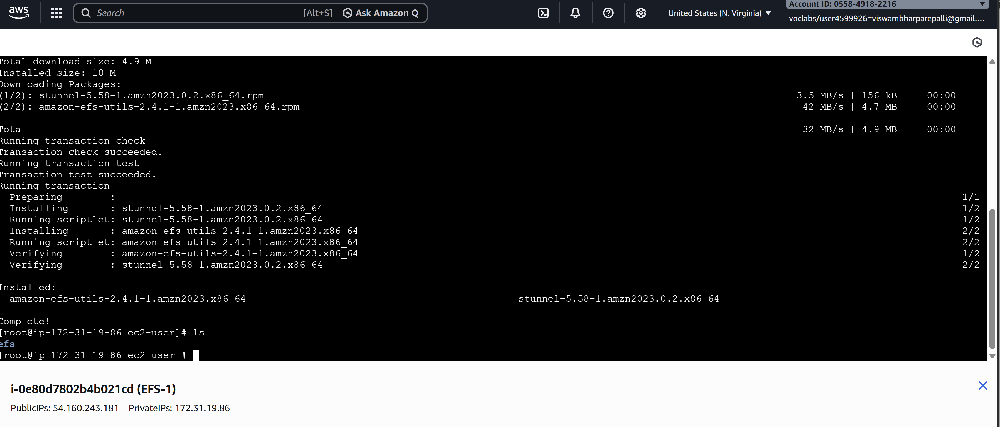 aws
Search [Alt+S] Ask Amazon Q United States (N. Virginia) Account ID: 0558-4918-2216
voclabs/user4599926=viswambharparepalli@gmail....
Total download size: 4.9 M
Installed size: 10 M
Downloading Packages:
(1/2): stunnel-5.58-1.amzn2023.0.2.x86_64.rpm 3.5 MB/s | 156 kB 00:00
(2/2): amazon-efs-utils-2.4.1-1.amzn2023.x86_64.rpm 42 MB/s | 4.7 MB 00:00
Total 32 MB/s | 4.9 MB 00:00
Running transaction check
Transaction check succeeded.
Running transaction test
Transaction test succeeded.
Running transaction
Preparing : 1/1
Installing : stunnel-5.58-1.amzn2023.0.2.x86_64 1/2
Running scriptlet: stunnel-5.58-1.amzn2023.0.2.x86_64 1/2
Installing : amazon-efs-utils-2.4.1-1.amzn2023.x86_64 2/2
Running scriptlet: amazon-efs-utils-2.4.1-1.amzn2023.x86_64 2/2
Verifying : amazon-efs-utils-2.4.1-1.amzn2023.x86_64 1/2
Verifying : stunnel-5.58-1.amzn2023.0.2.x86_64 2/2
Installed:
amazon-efs-utils-2.4.1-1.amzn2023.x86_64 stunnel-5.58-1.amzn2023.0.2.x86_64
Complete!
[root@ip-172-31-19-86 ec2-user]# ls
efs
[root@ip-172-31-19-86 ec2-user]#
i-0e80d7802b4b021cd (EFS-1)
PublicIPs: 54.160.243.181 PrivateIPs: 172.31.19.86